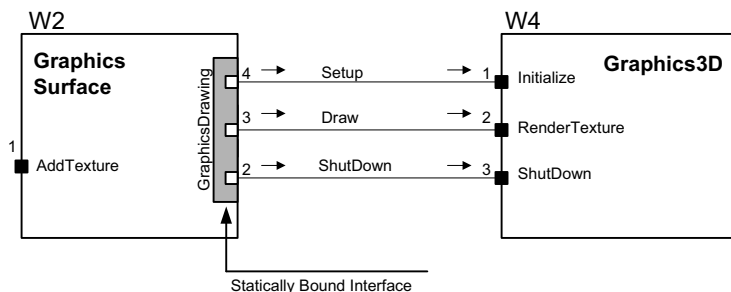 W2
W4
Graphics
Surface
Graphics3D
GraphicsDrawing
4
Setup
1
Initialize
3
Draw
2
RenderTexture
1
AddTexture
2
ShutDown
3
ShutDown
Statically Bound Interface